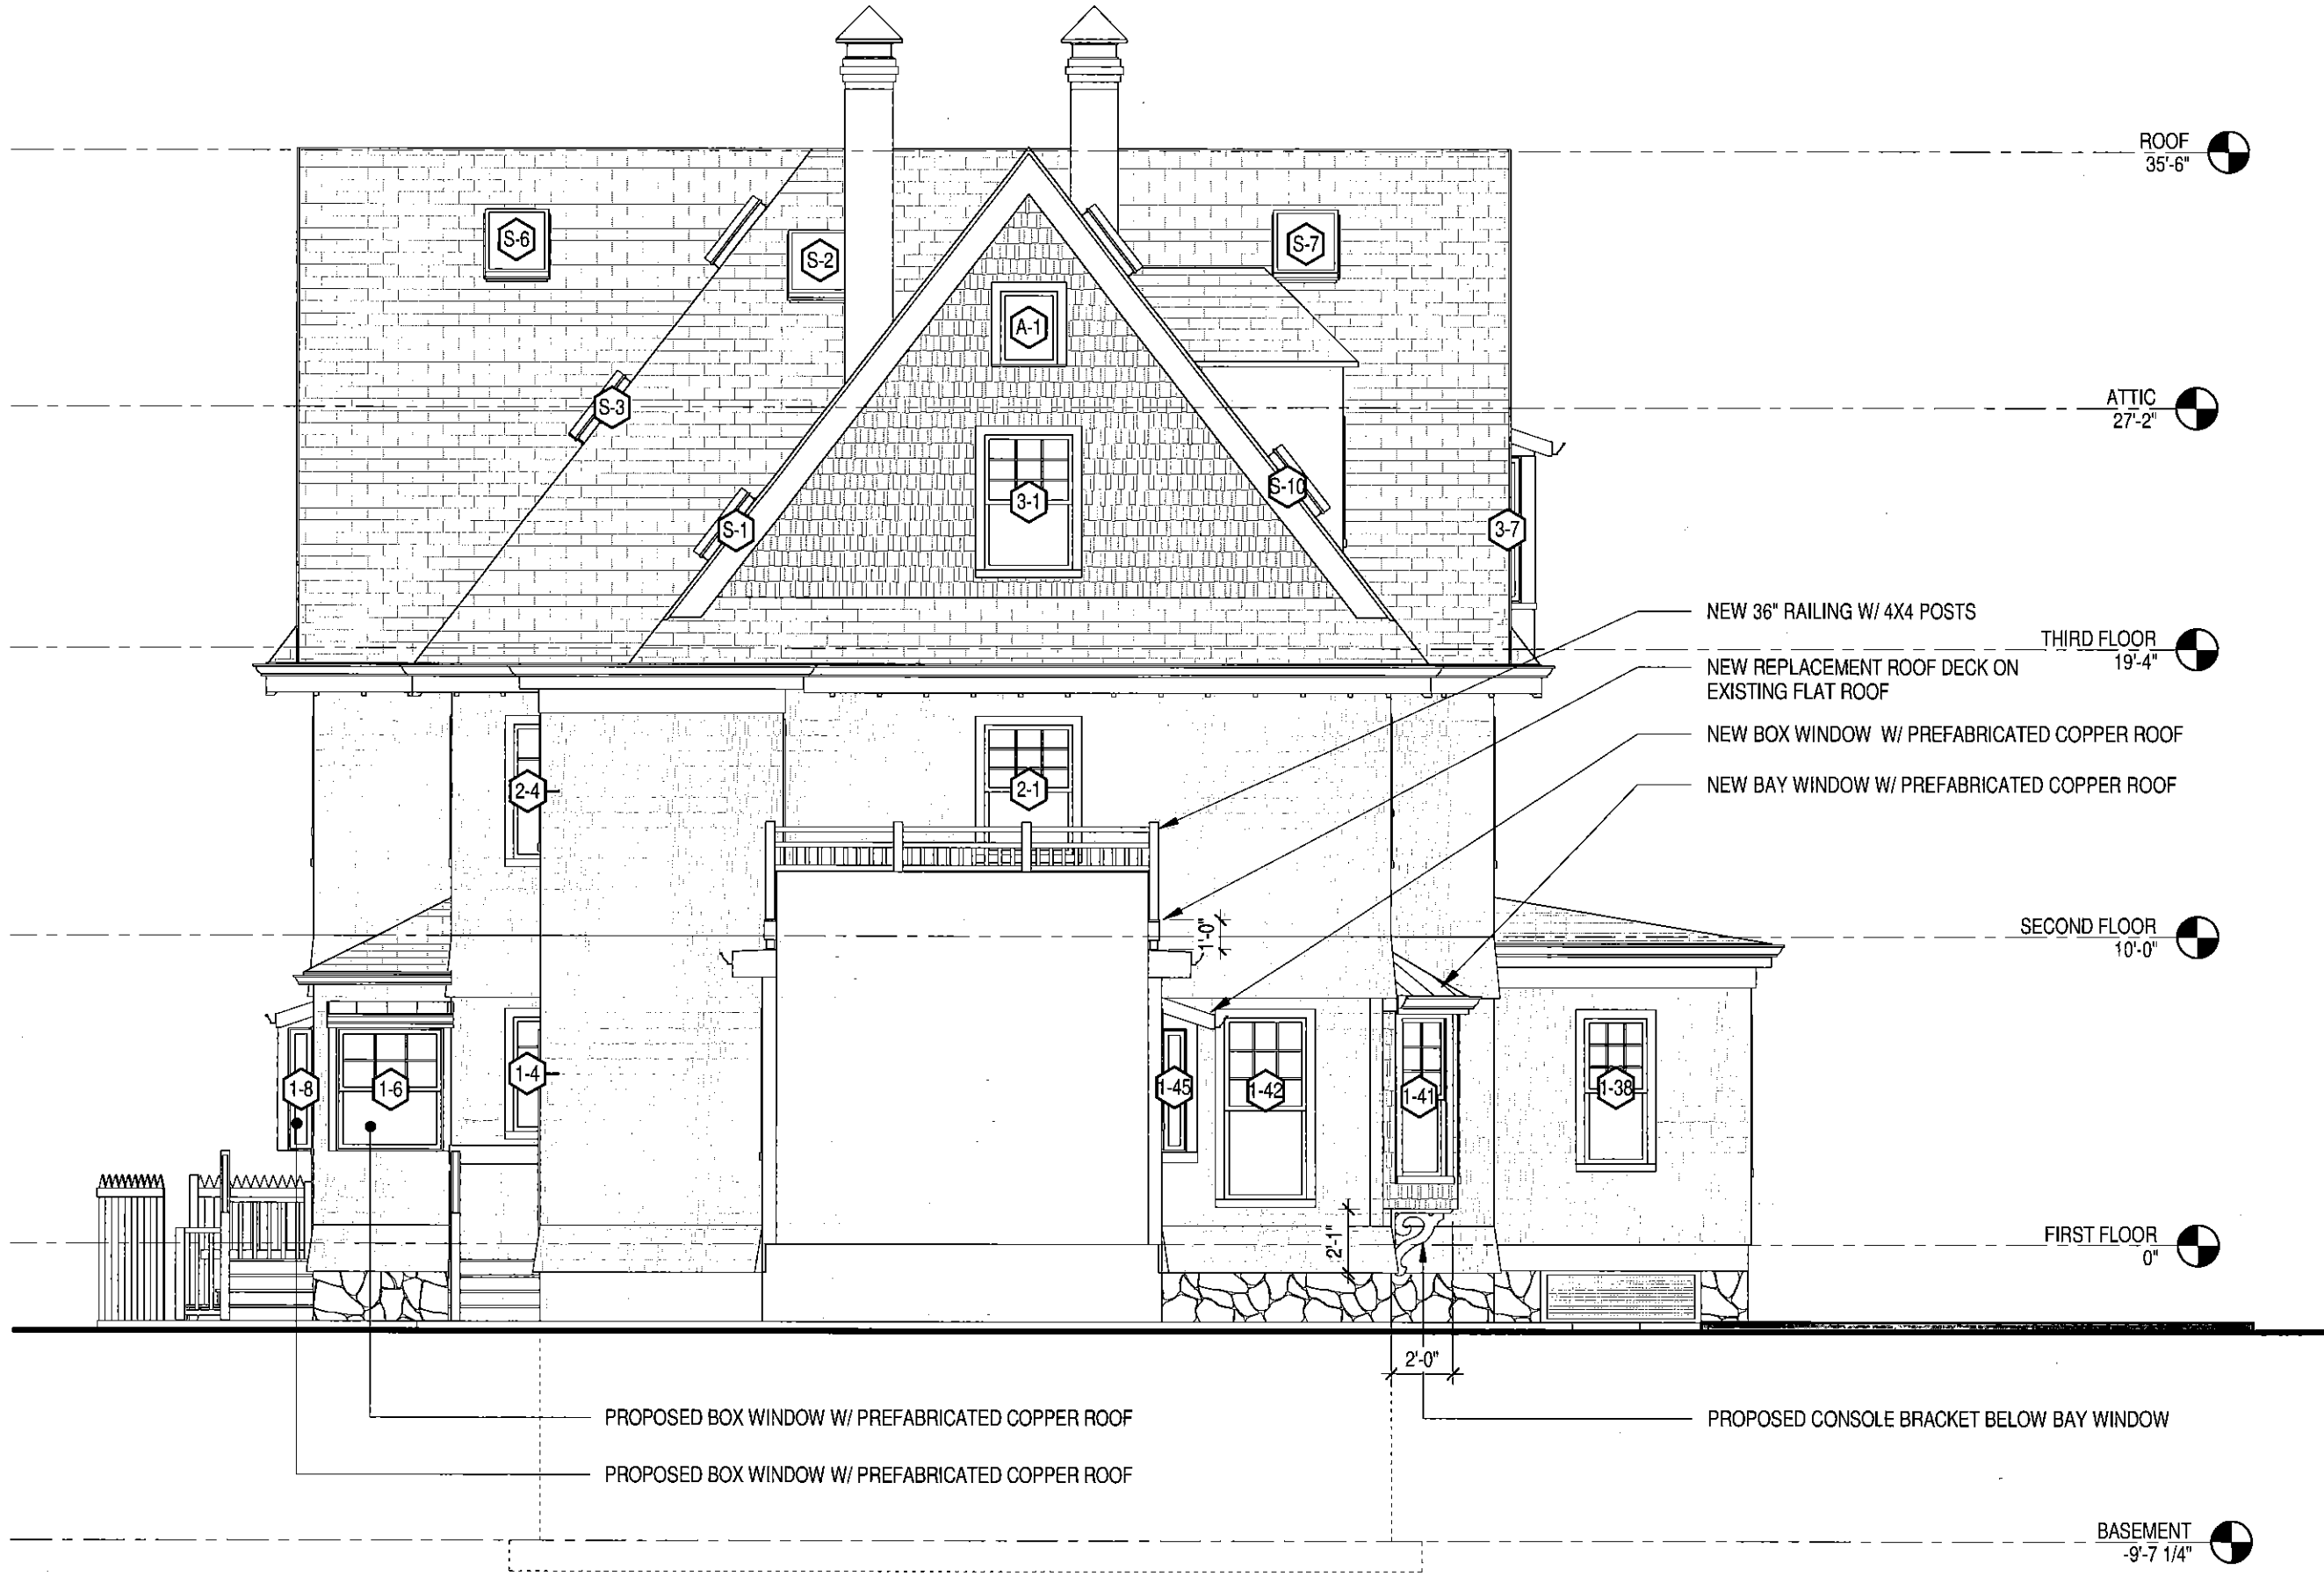 ROOF
35'-6"
S-6
S-2
S-7
A-1
ATTIC
27'-2"
S-3
3-1
S-10
S-1
3-7
NEW 36" RAILING W/ 4X4 POSTS
THIRD FLOOR
19'-4"
NEW REPLACEMENT ROOF DECK ON
EXISTING FLAT ROOF
NEW BOX WINDOW W/ PREFABRICATED COPPER ROOF
NEW BAY WINDOW W/ PREFABRICATED COPPER ROOF
2-4
2-1
1'-0"
SECOND FLOOR
10'-0"
1-8
1-6
1-4
1-45
1-42
1-41
1-38
2'-1"
FIRST FLOOR
0"
2'-0"
PROPOSED BOX WINDOW W/ PREFABRICATED COPPER ROOF
PROPOSED CONSOLE BRACKET BELOW BAY WINDOW
PROPOSED BOX WINDOW W/ PREFABRICATED COPPER ROOF
BASEMENT
-9'-7 1/4"